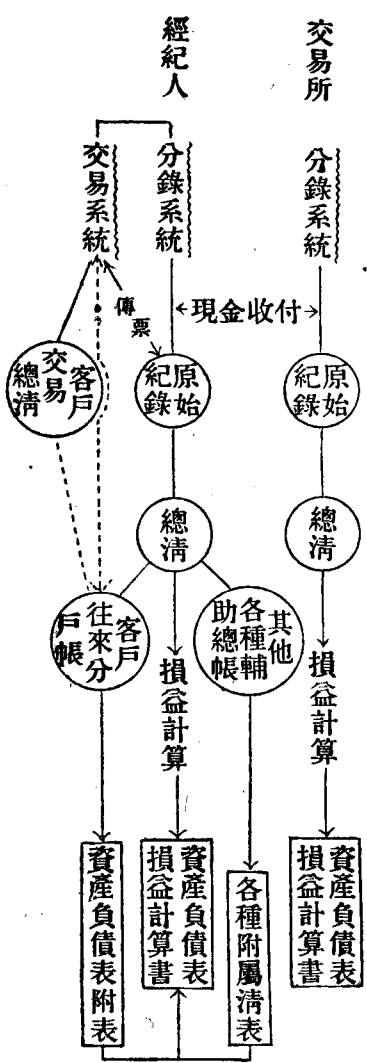 交易所
分錄系統
原始
紀錄
總清
損益計算
資產負債表
損益計算書
經紀人
分錄系統
交易系統
←現金收付→
傳票
原始
紀錄
客戶
交易
總清
總清
其他
各種輔
助總帳
客戶
往來分
戶帳
損益計算
各種附屬清表
資產負債表
損益計算書
資產負債表附表